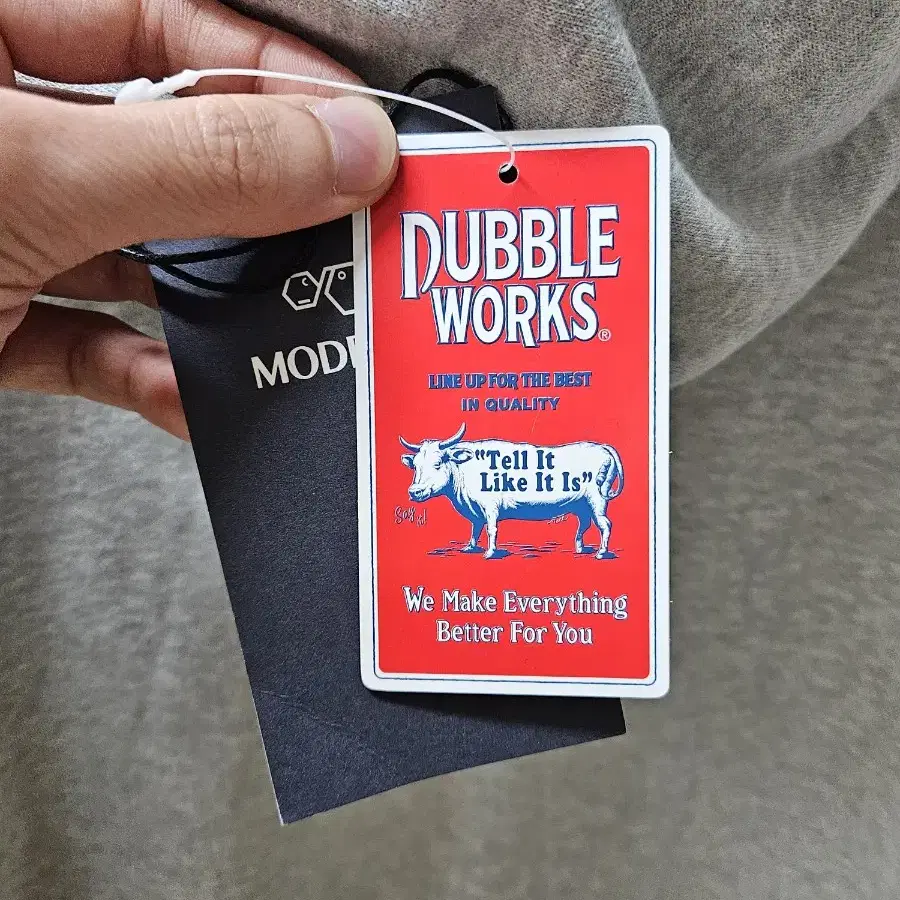 DUBBLE
WORKS®
LINE UP FOR THE BEST
IN QUALITY
"Tell It
Like It Is"
We Make Everything
Better For You
MOD